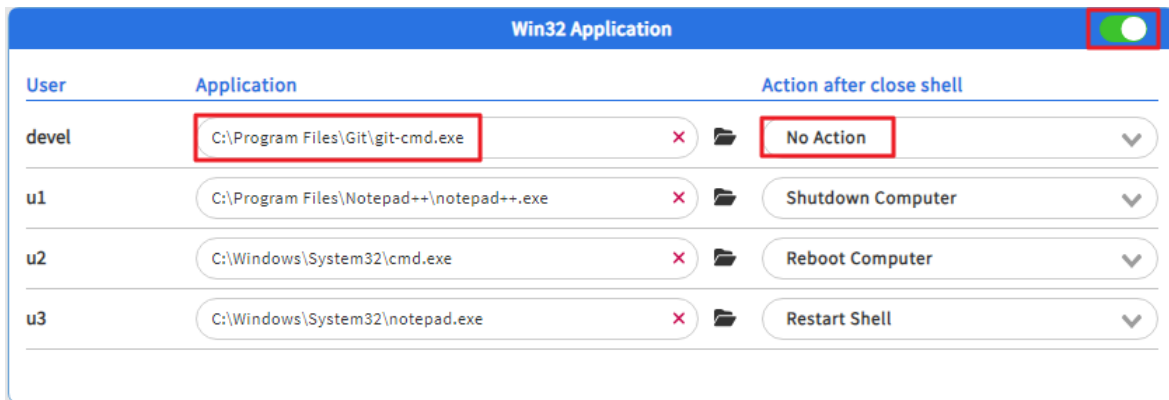 Win32 Application
User Application Action after close shell
devel C:\Program Files\Git\git-cmd.exe × No Action
u1 C:\Program Files\Notepad++\notepad++.exe × Shutdown Computer
u2 C:\Windows\System32\cmd.exe × Reboot Computer
u3 C:\Windows\System32\notepad.exe × Restart Shell